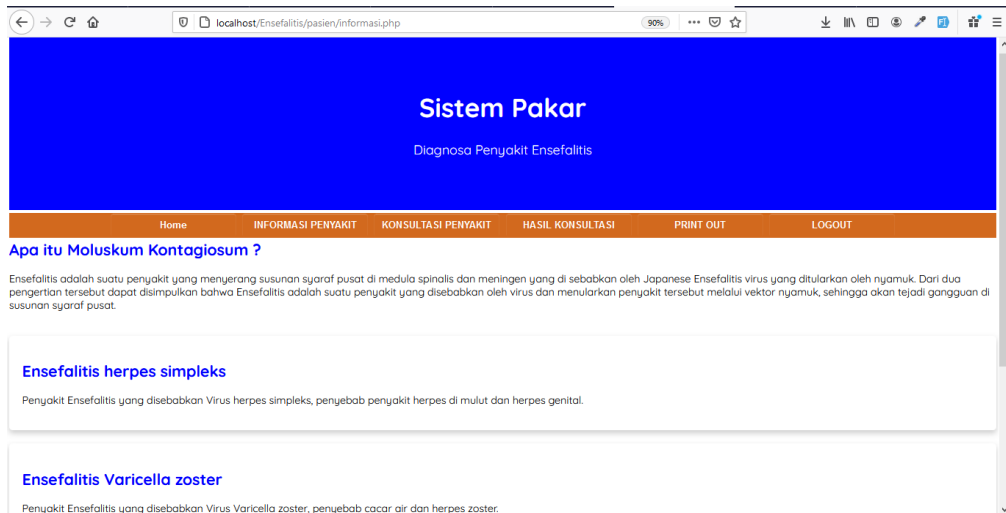 localhost/Ensefalitis/pasien/informasi.php
90%
Sistem Pakar
Diagnosa Penyakit Ensefalitis
Home INFORMASI PENYAKIT KONSULTASI PENYAKIT HASIL KONSULTASI PRINT OUT LOGOUT
Apa itu Moluskum Kontagiosum ?
Ensefalitis adalah suatu penyakit yang menyerang susunan syaraf pusat di medula spinalis dan meningen yang di sebabkan oleh Japanese Ensefalitis virus yang ditularkan oleh nyamuk. Dari dua
pengertian tersebut dapat disimpulkan bahwa Ensefalitis adalah suatu penyakit yang disebabkan oleh virus dan menularkan penyakit tersebut melalui vektor nyamuk, sehingga akan tejadi gangguan di
susunan syaraf pusat.
Ensefalitis herpes simpleks
Penyakit Ensefalitis yang disebabkan Virus herpes simpleks, penyebab penyakit herpes di mulut dan herpes genital.
Ensefalitis Varicella zoster
Penyakit Ensefalitis yang disebabkan Virus Varicella zoster, penyebab cacar air dan herpes zoster.